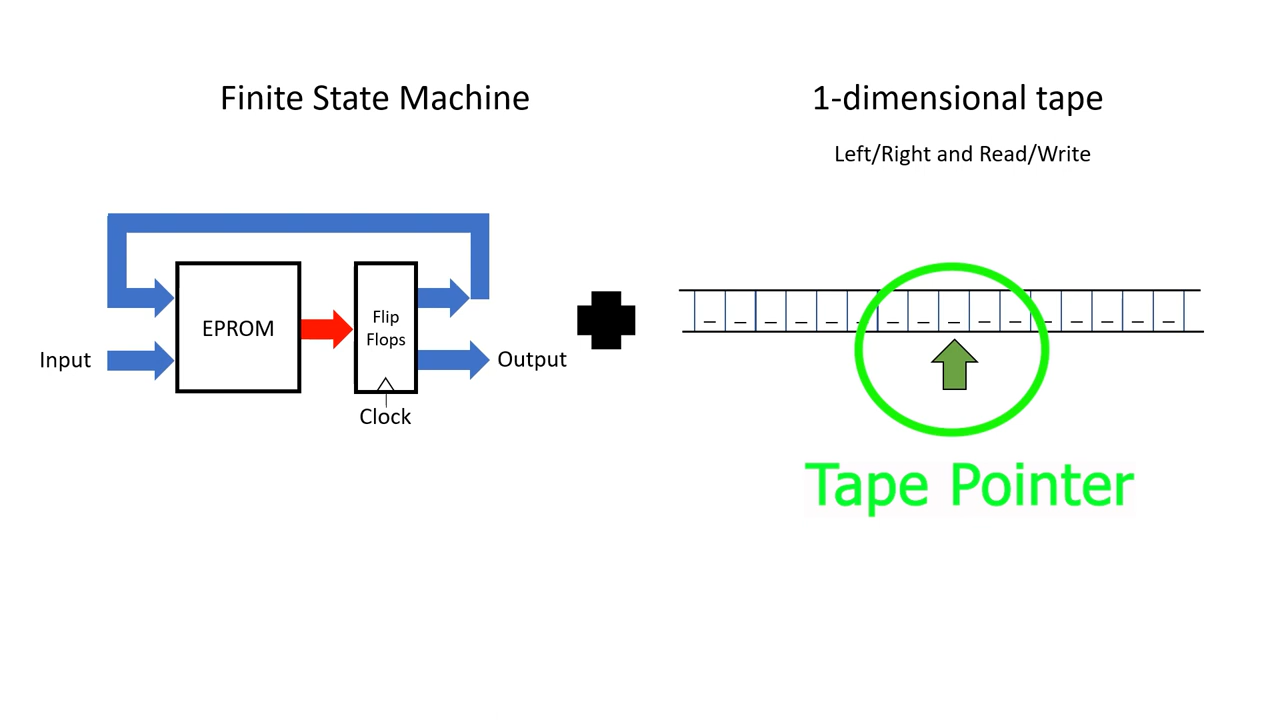 Finite State Machine
1-dimensional tape
Left/Right and Read/Write
EPROM
Flip
Flops
Input
Output
Clock
_ _ _ _ _ _ _ _ _ _ _ _ _ _ _ _
Tape Pointer